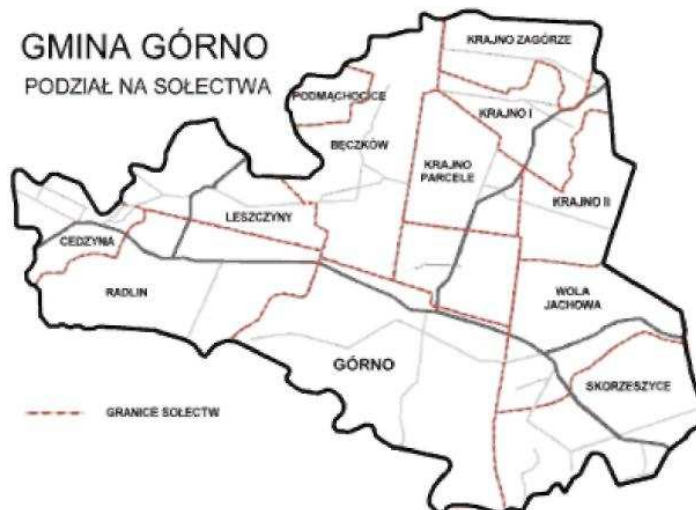 GMINA GÓRNO
PODZIAŁ NA SOŁECTWA
KRAJNO ZAGÓRZE
PODMĄCHOCICE
KRAJNO I
BĘCZKÓW
KRAJNO
PARCELE
KRAJNO II
LESZCZYNY
CEDZYNA
RADLIN
WOLA
JACHOWA
GÓRNO
SKORZESZYCE
GRANICE SOŁECTW